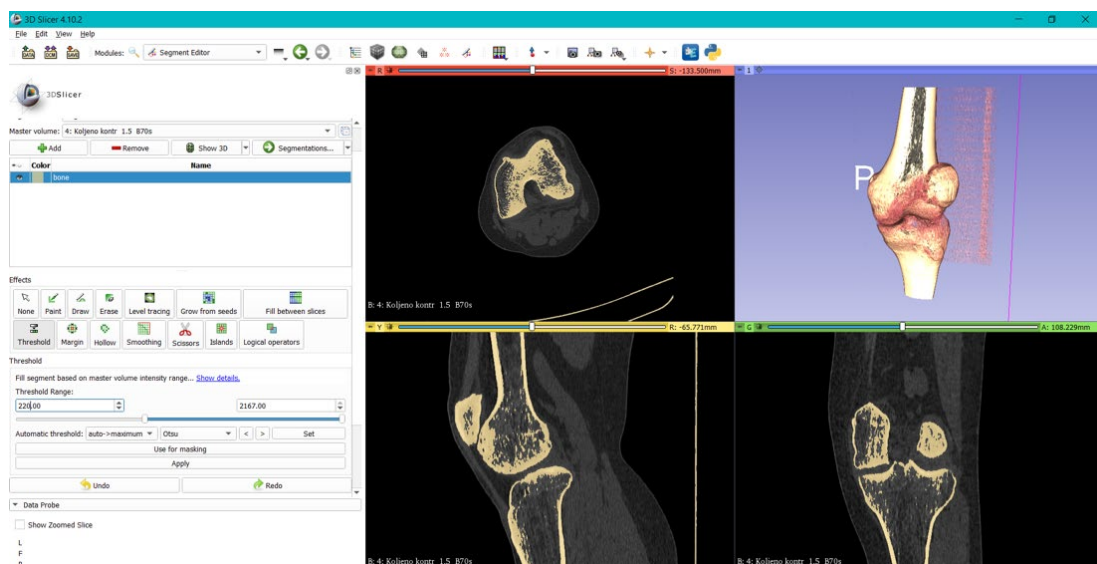 3D Slicer 4.10.2
File Edit View Help
DATA DCM SAVE Modules: Segment Editor
R S: -133.500mm 1
3DSlicer
Master volume: 4: Koljeno kontr 1.5 B70s
Add Remove Show 3D Segmentations...
Color Name
bone
P
Effects
None Paint Draw Erase Level tracing Grow from seeds Fill between slices
B: 4: Koljeno kontr 1.5 B70s
Y R: -65.771mm G A: 108.229mm
Threshold Margin Hollow Smoothing Scissors Islands Logical operators
Threshold
Fill segment based on master volume intensity range... Show details.
Threshold Range:
220.00 2167.00
Automatic threshold: auto->maximum Otsu < > Set
Use for masking
Apply
Undo Redo
Data Probe
Show Zoomed Slice
L
F
B
B: 4: Koljeno kontr 1.5 B70s B: 4: Koljeno kontr 1.5 B70s